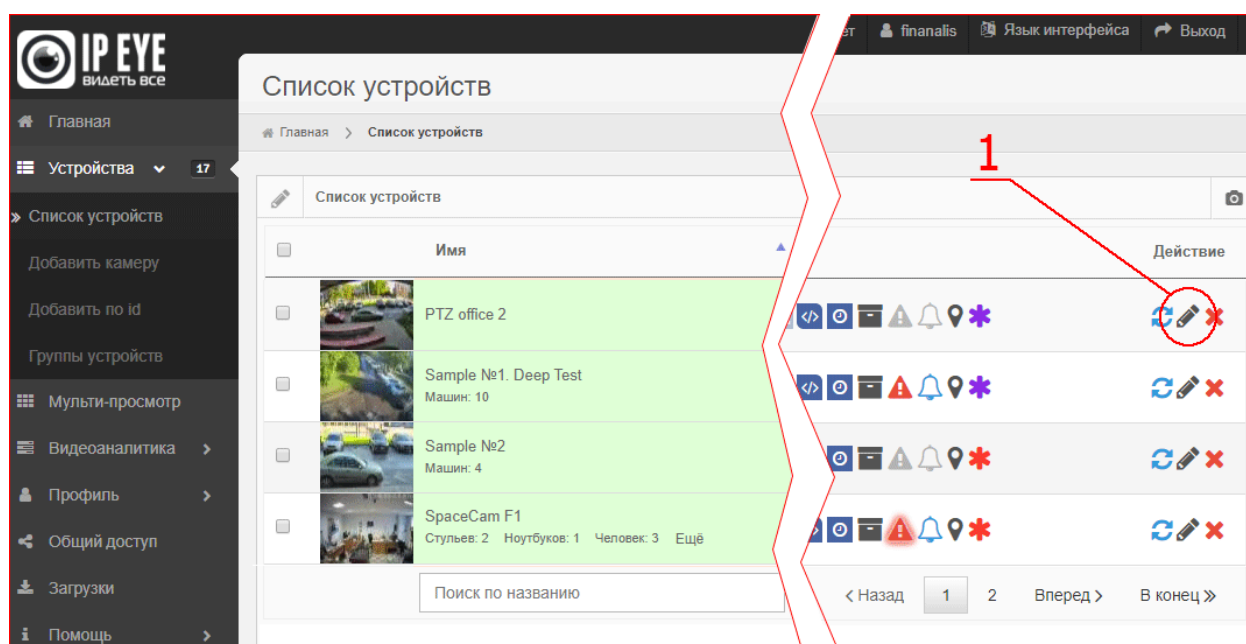 IP EYE
видеть все
ет finanalis Язык интерфейса Выход
Список устройств
Главная
Главная > Список устройств
Устройства 17
1
Список устройств
Список устройств
Имя Действие
Добавить камеру
Добавить по id
PTZ office 2
Группы устройств
Sample №1. Deep Test
Машин: 10
Мульти-просмотр
Sample №2
Машин: 4
Видеоаналитика
Профиль
SpaceCam F1
Стульев: 2 Ноутбуков: 1 Человек: 3 Ещё
Общий доступ
Загрузки
Поиск по названию
Назад 1 2 Вперед В конец
Помощь